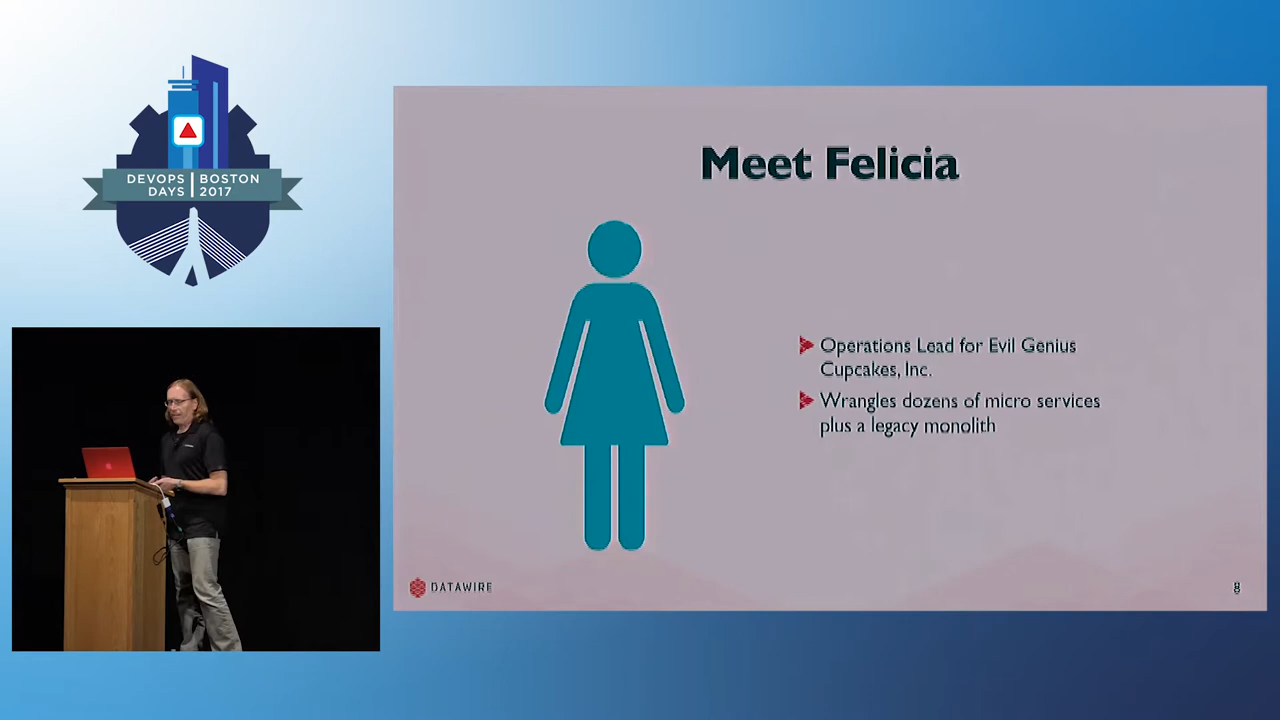 DEVOPS BOSTON
DAYS 2017
Meet Felicia
Operations Lead for Evil Genius
Cupcakes, Inc.
Wrangles dozens of micro services
plus a legacy monolith
DATAWIRE
8